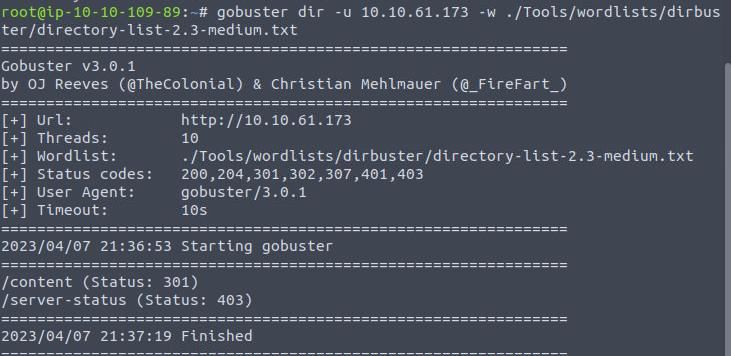 root@ip-10-10-109-89:~# gobuster dir -u 10.10.61.173 -w ./Tools/wordlists/dirbus
ter/directory-list-2.3-medium.txt
===============================================================
Gobuster v3.0.1
by OJ Reeves (@TheColonial) & Christian Mehlmauer (@_FireFart_)
===============================================================
[+] Url:            http://10.10.61.173
[+] Threads:        10
[+] Wordlist:       ./Tools/wordlists/dirbuster/directory-list-2.3-medium.txt
[+] Status codes:   200,204,301,302,307,401,403
[+] User Agent:     gobuster/3.0.1
[+] Timeout:        10s
===============================================================
2023/04/07 21:36:53 Starting gobuster
===============================================================
/content (Status: 301)
/server-status (Status: 403)
===============================================================
2023/04/07 21:37:19 Finished
===============================================================